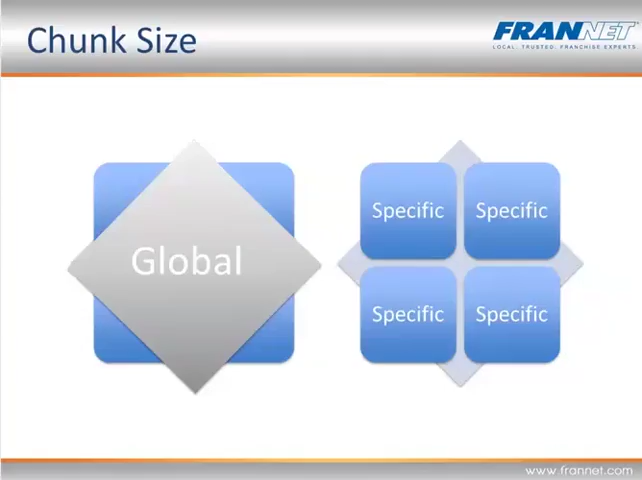 Chunk Size
FRANNET
LOCAL. TRUSTED. FRANCHISE EXPERTS.
Global
Specific
Specific
Specific
Specific
www.frannet.com